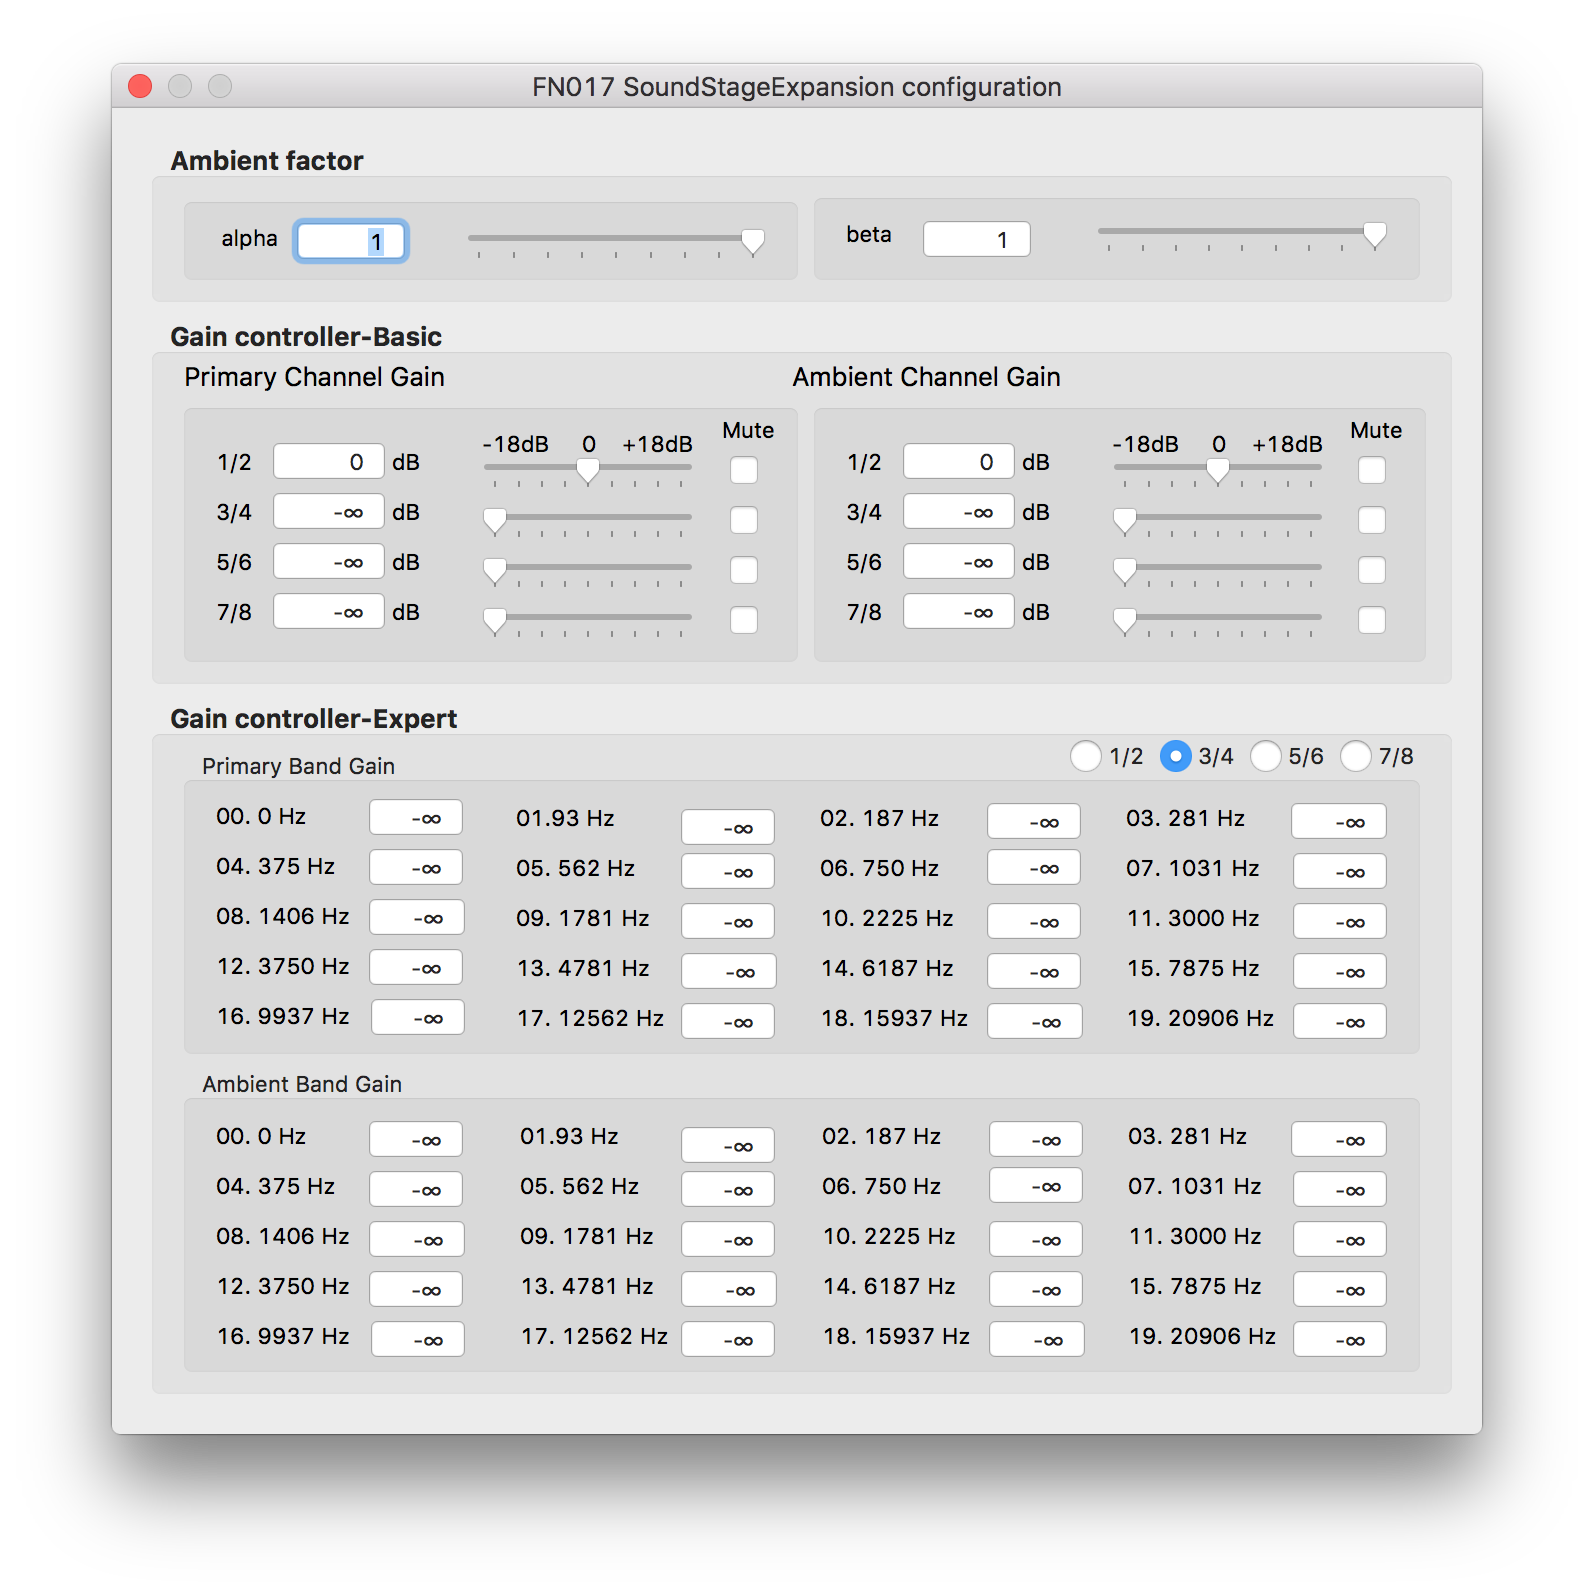 FN017 SoundStageExpansion configuration
Ambient factor
alpha 1 beta 1
Gain controller-Basic
Primary Channel Gain Ambient Channel Gain
-18dB 0 +18dB Mute -18dB 0 +18dB Mute
1/2 0 dB 1/2 0 dB
3/4 -∞ dB 3/4 -∞ dB
5/6 -∞ dB 5/6 -∞ dB
7/8 -∞ dB 7/8 -∞ dB
Gain controller-Expert
1/2 3/4 5/6 7/8
Primary Band Gain
00. 0 Hz -∞ 01.93 Hz -∞ 02. 187 Hz -∞ 03. 281 Hz -∞
04. 375 Hz -∞ 05. 562 Hz -∞ 06. 750 Hz -∞ 07. 1031 Hz -∞
08. 1406 Hz -∞ 09. 1781 Hz -∞ 10. 2225 Hz -∞ 11. 3000 Hz -∞
12. 3750 Hz -∞ 13. 4781 Hz -∞ 14. 6187 Hz -∞ 15. 7875 Hz -∞
16. 9937 Hz -∞ 17. 12562 Hz -∞ 18. 15937 Hz -∞ 19. 20906 Hz -∞
Ambient Band Gain
00. 0 Hz -∞ 01.93 Hz -∞ 02. 187 Hz -∞ 03. 281 Hz -∞
04. 375 Hz -∞ 05. 562 Hz -∞ 06. 750 Hz -∞ 07. 1031 Hz -∞
08. 1406 Hz -∞ 09. 1781 Hz -∞ 10. 2225 Hz -∞ 11. 3000 Hz -∞
12. 3750 Hz -∞ 13. 4781 Hz -∞ 14. 6187 Hz -∞ 15. 7875 Hz -∞
16. 9937 Hz -∞ 17. 12562 Hz -∞ 18. 15937 Hz -∞ 19. 20906 Hz -∞